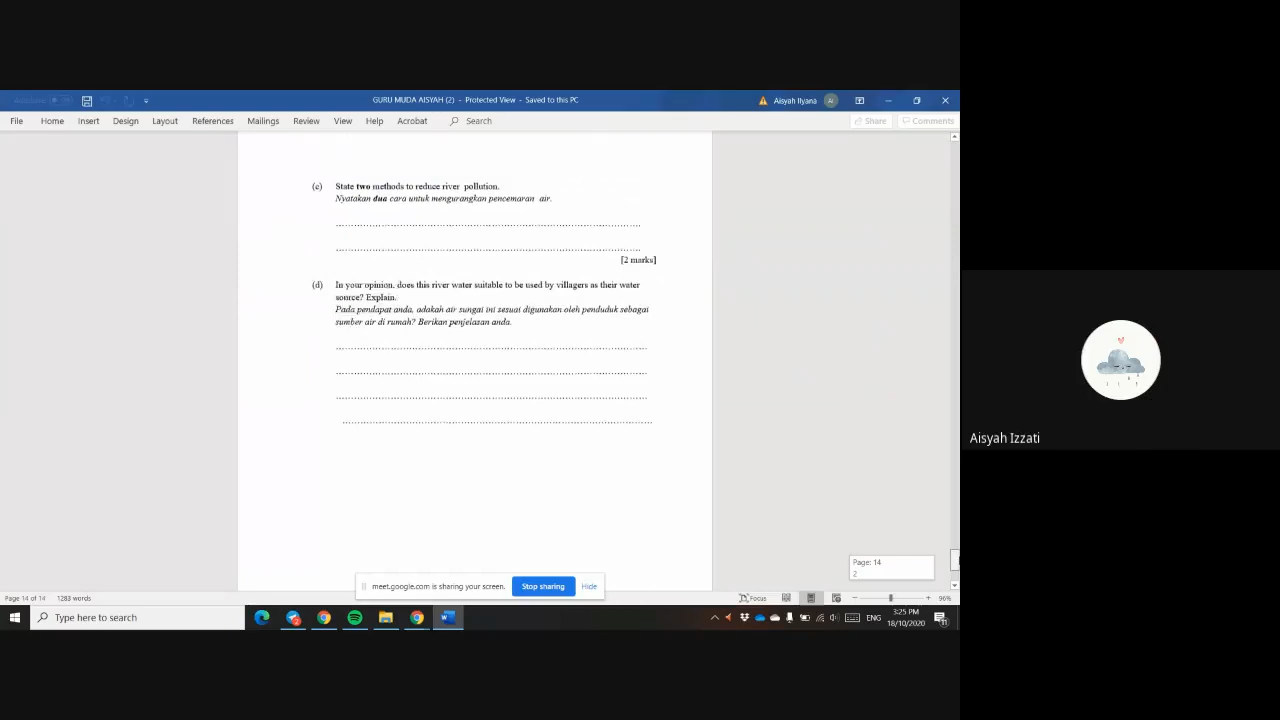 GURU MUDA AISYAH (2) - Protected View - Saved to this PC
Aisyah Ilyana
AI
File Home Insert Design Layout References Mailings Review View Help Acrobat Search
Share Comments
(c) State two methods to reduce river pollution.
Nyatakan dua cara untuk mengurangkan pencemaran air.
[2 marks]
(d) In your opinion, does this river water suitable to be used by villagers as their water
source? Explain.
Pada pendapat anda, adakah air sungai ini sesuai digunakan oleh penduduk sebagai
sumber air di rumah? Berikan penjelasan anda.
Aisyah Izzati
Page: 14
2
meet.google.com is sharing your screen. Stop sharing Hide
Page 14 of 14 1283 words
Focus
96%
Type here to search
ENG
3:25 PM
18/10/2020